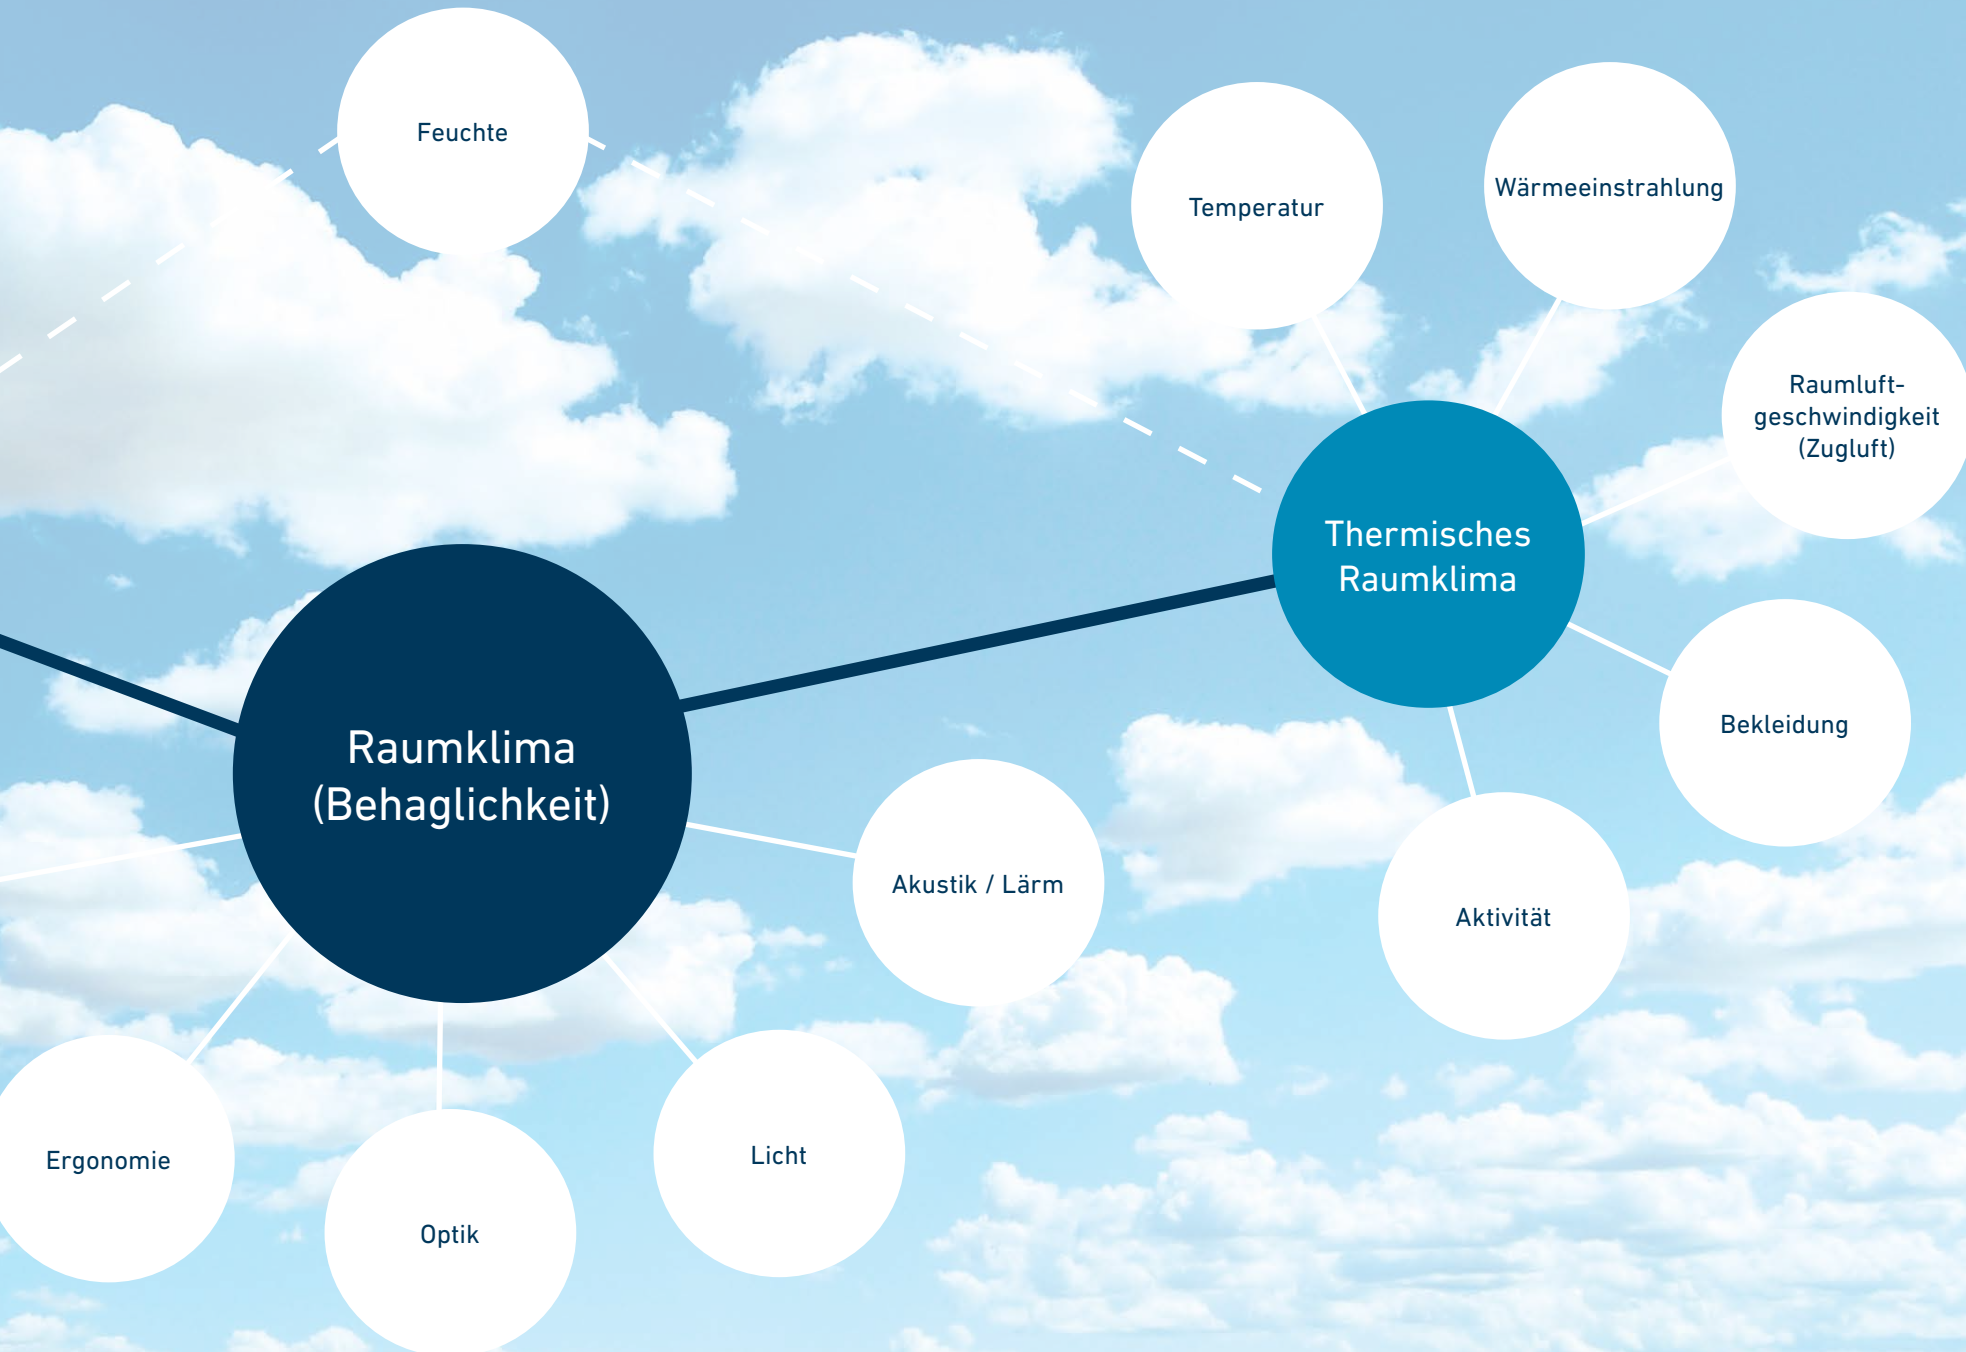 Feuchte
Temperatur
Wärmeeinstrahlung
Raumluft-
geschwindigkeit
(Zugluft)
Thermisches
Raumklima
Raumklima
(Behaglichkeit)
Bekleidung
Akustik / Lärm
Aktivität
Ergonomie
Optik
Licht